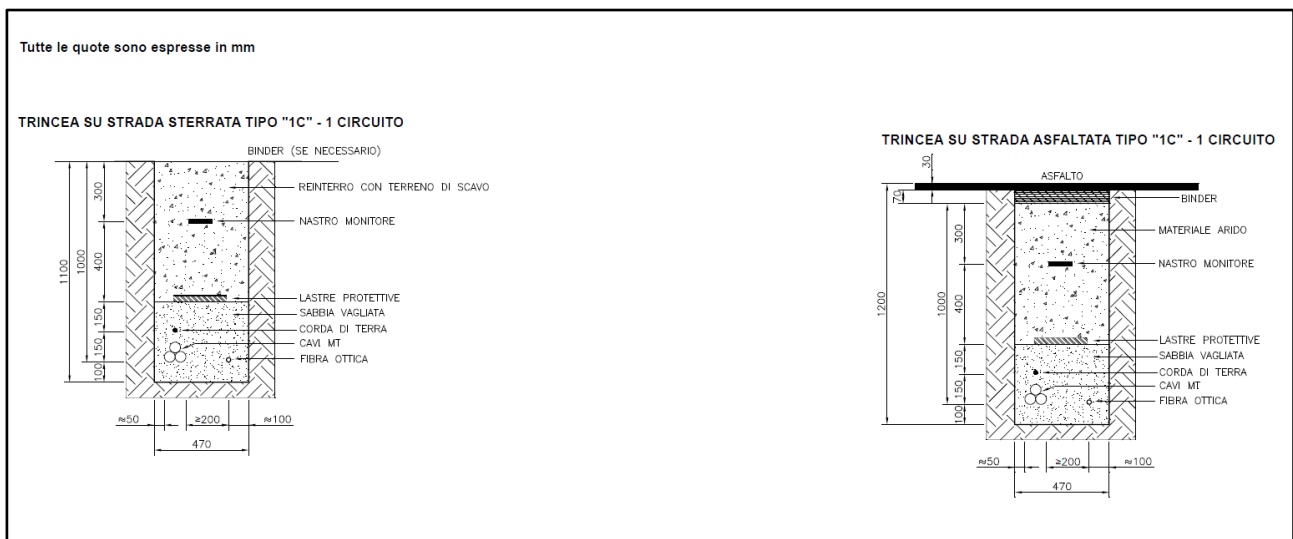 Tutte le quote sono espresse in mm
TRINCEA SU STRADA STERRATA TIPO "1C" - 1 CIRCUITO
BINDER (SE NECESSARIO)
REINTERRO CON TERRENO DI SCAVO
NASTRO MONITORE
LASTRE PROTETTIVE
SABBIA VAGLIATA
CORDA DI TERRA
CAVI MT
FIBRA OTTICA
1100
1000
300
400
150
150
100
≈50
≥200
≈100
470
TRINCEA SU STRADA ASFALTATA TIPO "1C" - 1 CIRCUITO
30
ASFALTO
70
BINDER
MATERIALE ARIDO
NASTRO MONITORE
LASTRE PROTETTIVE
SABBIA VAGLIATA
CORDA DI TERRA
CAVI MT
FIBRA OTTICA
1200
1000
300
400
150
150
100
≈50
≥200
≈100
470